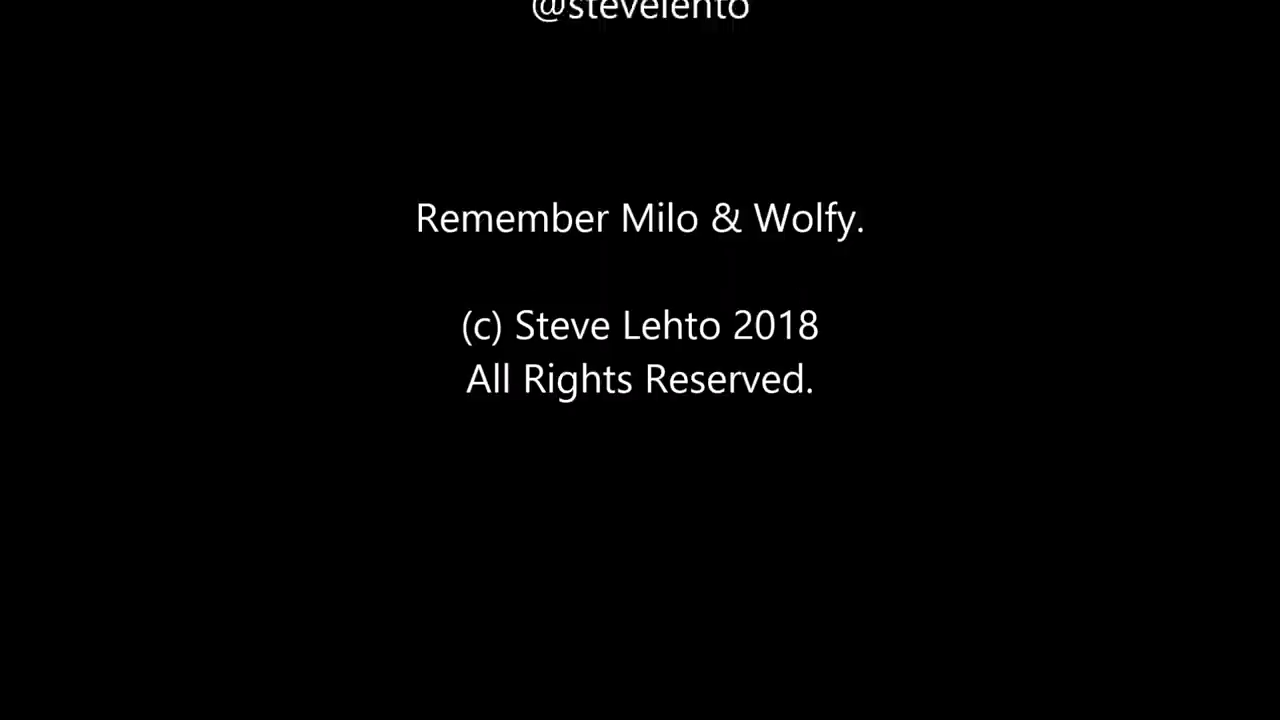 @stevelehto
Remember Milo & Wolfy.
(c) Steve Lehto 2018
All Rights Reserved.